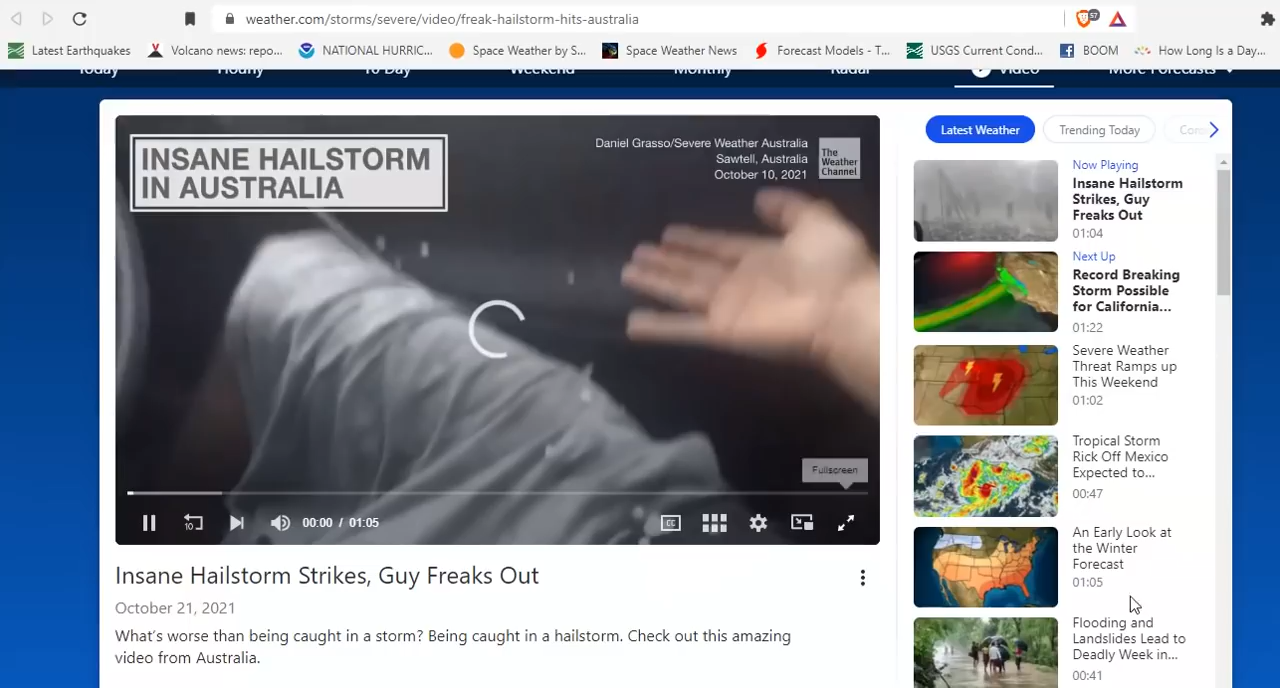 weather.com/storms/severe/video/freak-hailstorm-hits-australia
57
Latest Earthquakes
Volcano news: repo...
NATIONAL HURRIC...
Space Weather by S...
Space Weather News
Forecast Models - T...
USGS Current Cond...
BOOM
How Long Is a Day...
Today
Hourly
10 Day
Weekend
Monthly
Radar
Video
More Forecasts
INSANE HAILSTORM
IN AUSTRALIA
Daniel Grasso/Severe Weather Australia
Sawtell, Australia
October 10, 2021
The
Weather
Channel
Fullscreen
10
00:00 / 01:05
CC
Insane Hailstorm Strikes, Guy Freaks Out
October 21, 2021
What's worse than being caught in a storm? Being caught in a hailstorm. Check out this amazing
video from Australia.
Latest Weather
Trending Today
Now Playing
Insane Hailstorm
Strikes, Guy
Freaks Out
01:04
Next Up
Record Breaking
Storm Possible
for California...
01:22
Severe Weather
Threat Ramps up
This Weekend
01:02
Tropical Storm
Rick Off Mexico
Expected to...
00:47
An Early Look at
the Winter
Forecast
01:05
Flooding and
Landslides Lead to
Deadly Week in...
00:41